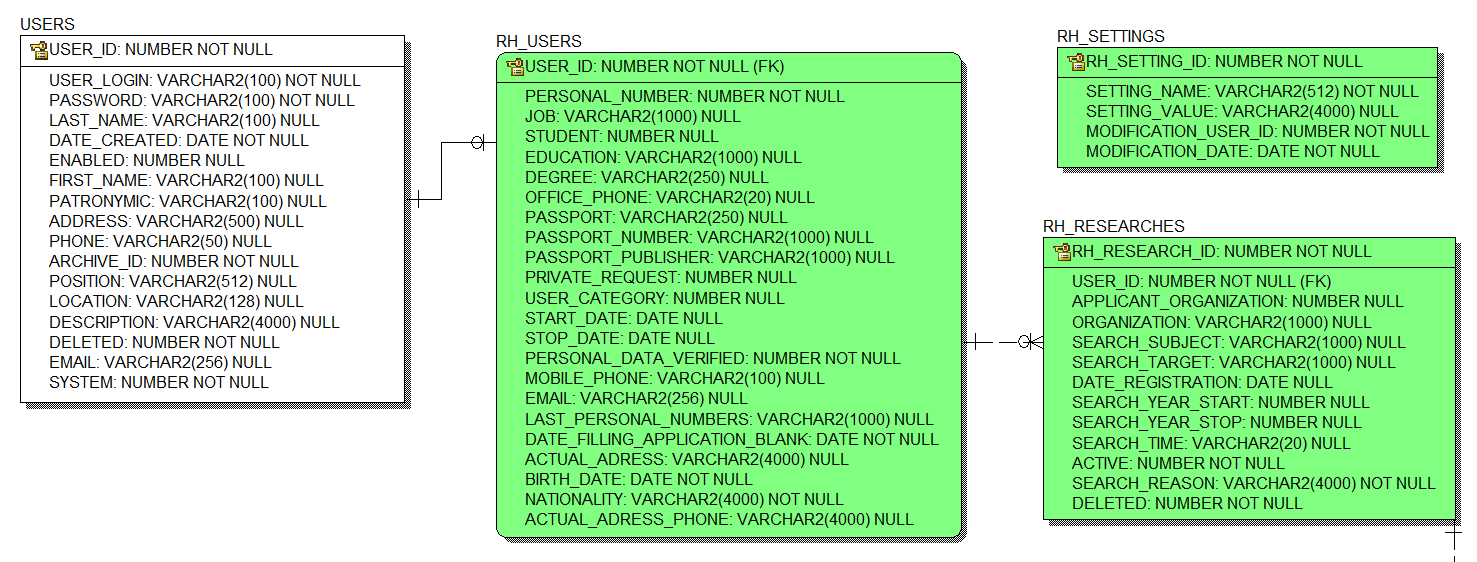 USERS
USER_ID: NUMBER NOT NULL
USER_LOGIN: VARCHAR2(100) NOT NULL
PASSWORD: VARCHAR2(100) NOT NULL
LAST_NAME: VARCHAR2(100) NULL
DATE_CREATED: DATE NOT NULL
ENABLED: NUMBER NULL
FIRST_NAME: VARCHAR2(100) NULL
PATRONYMIC: VARCHAR2(100) NULL
ADDRESS: VARCHAR2(500) NULL
PHONE: VARCHAR2(50) NULL
ARCHIVE_ID: NUMBER NOT NULL
POSITION: VARCHAR2(512) NULL
LOCATION: VARCHAR2(128) NULL
DESCRIPTION: VARCHAR2(4000) NULL
DELETED: NUMBER NOT NULL
EMAIL: VARCHAR2(256) NULL
SYSTEM: NUMBER NOT NULL
RH_USERS
USER_ID: NUMBER NOT NULL (FK)
PERSONAL_NUMBER: NUMBER NOT NULL
JOB: VARCHAR2(1000) NULL
STUDENT: NUMBER NULL
EDUCATION: VARCHAR2(1000) NULL
DEGREE: VARCHAR2(250) NULL
OFFICE_PHONE: VARCHAR2(20) NULL
PASSPORT: VARCHAR2(250) NULL
PASSPORT_NUMBER: VARCHAR2(1000) NULL
PASSPORT_PUBLISHER: VARCHAR2(1000) NULL
PRIVATE_REQUEST: NUMBER NULL
USER_CATEGORY: NUMBER NULL
START_DATE: DATE NULL
STOP_DATE: DATE NULL
PERSONAL_DATA_VERIFIED: NUMBER NOT NULL
MOBILE_PHONE: VARCHAR2(100) NULL
EMAIL: VARCHAR2(256) NULL
LAST_PERSONAL_NUMBERS: VARCHAR2(1000) NULL
DATE_FILLING_APPLICATION_BLANK: DATE NOT NULL
ACTUAL_ADRESS: VARCHAR2(4000) NULL
BIRTH_DATE: DATE NOT NULL
NATIONALITY: VARCHAR2(4000) NOT NULL
ACTUAL_ADRESS_PHONE: VARCHAR2(4000) NULL
RH_SETTINGS
RH_SETTING_ID: NUMBER NOT NULL
SETTING_NAME: VARCHAR2(512) NOT NULL
SETTING_VALUE: VARCHAR2(4000) NULL
MODIFICATION_USER_ID: NUMBER NOT NULL
MODIFICATION_DATE: DATE NOT NULL
RH_RESEARCHES
RH_RESEARCH_ID: NUMBER NOT NULL
USER_ID: NUMBER NOT NULL (FK)
APPLICANT_ORGANIZATION: NUMBER NULL
ORGANIZATION: VARCHAR2(1000) NULL
SEARCH_SUBJECT: VARCHAR2(1000) NULL
SEARCH_TARGET: VARCHAR2(1000) NULL
DATE_REGISTRATION: DATE NULL
SEARCH_YEAR_START: NUMBER NULL
SEARCH_YEAR_STOP: NUMBER NULL
SEARCH_TIME: VARCHAR2(20) NULL
ACTIVE: NUMBER NOT NULL
SEARCH_REASON: VARCHAR2(4000) NOT NULL
DELETED: NUMBER NOT NULL